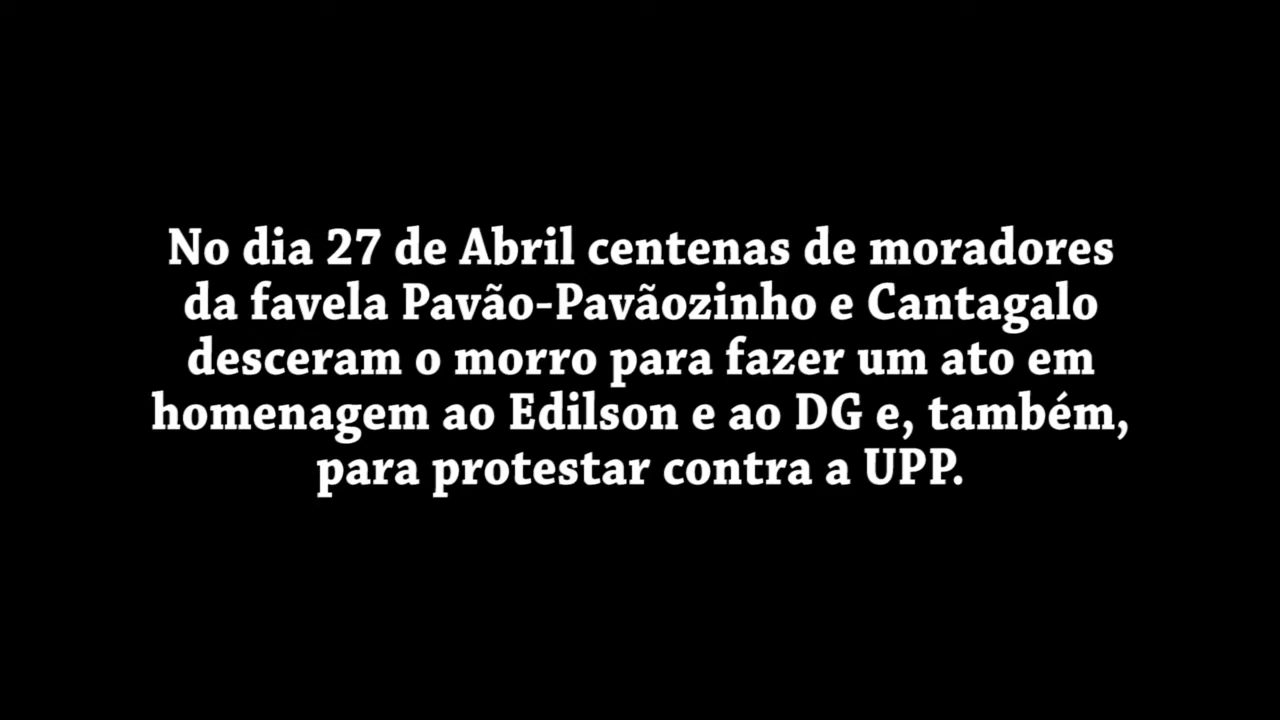 No dia 27 de Abril centenas de moradores
da favela Pavão-Pavãozinho e Cantagalo
desceram o morro para fazer um ato em
homenagem ao Edilson e ao DG e, também,
para protestar contra a UPP.